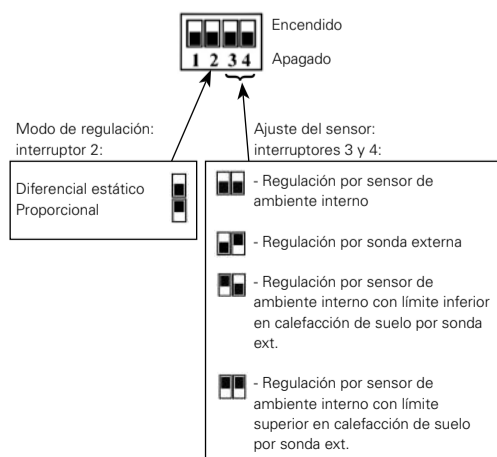 Encendido
1 2 3 4
Apagado
Modo de regulación:
interruptor 2:
Diferencial estático
Proporcional
Ajuste del sensor:
interruptores 3 y 4:
- Regulación por sensor de
ambiente interno
- Regulación por sonda externa
- Regulación por sensor de
ambiente interno con límite inferior
en calefacción de suelo por sonda
ext.
- Regulación por sensor de
ambiente interno con límite
superior en calefacción de suelo
por sonda ext.